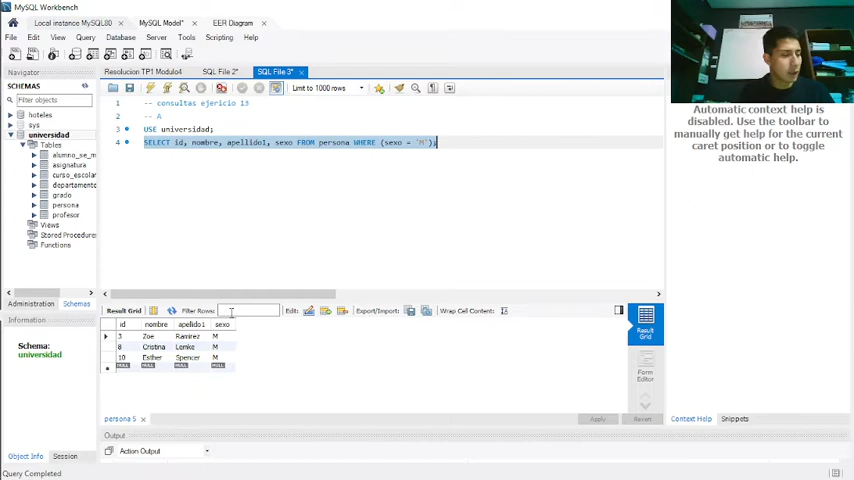 MySQL Workbench
Local instance MySQL80
MySQL Model*
EER Diagram
File Edit View Query Database Server Tools Scripting Help
Navigator
SCHEMAS
Filter objects
hoteles
sys
universidad
Tables
alumno_se_m
asignatura
curso_escolar
departamento
grado
persona
profesor
Views
Stored Procedures
Functions
Administration Schemas
Information
Schema:
universidad
Object Info Session
Query Completed
Resolucion TP1 Modulo4
SQL File 2*
SQL File 3*
Limit to 1000 rows
1 -- consultas ejericio 13
2 -- A
3 USE universidad;
4 SELECT id, nombre, apellido1, sexo FROM persona WHERE (sexo = 'M');
Result Grid
Filter Rows:
Edit:
Export/Import:
Wrap Cell Content:
id nombre apellido1 sexo
3 Zoe Ramirez M
8 Cristina Lemke M
10 Esther Spencer M
NULL NULL NULL NULL
Result Grid
Form Editor
persona 5
Apply Revert
Output
Action Output
Automatic context help is
disabled. Use the toolbar to
manually get help for the current
caret position or to toggle
automatic help.
Context Help Snippets